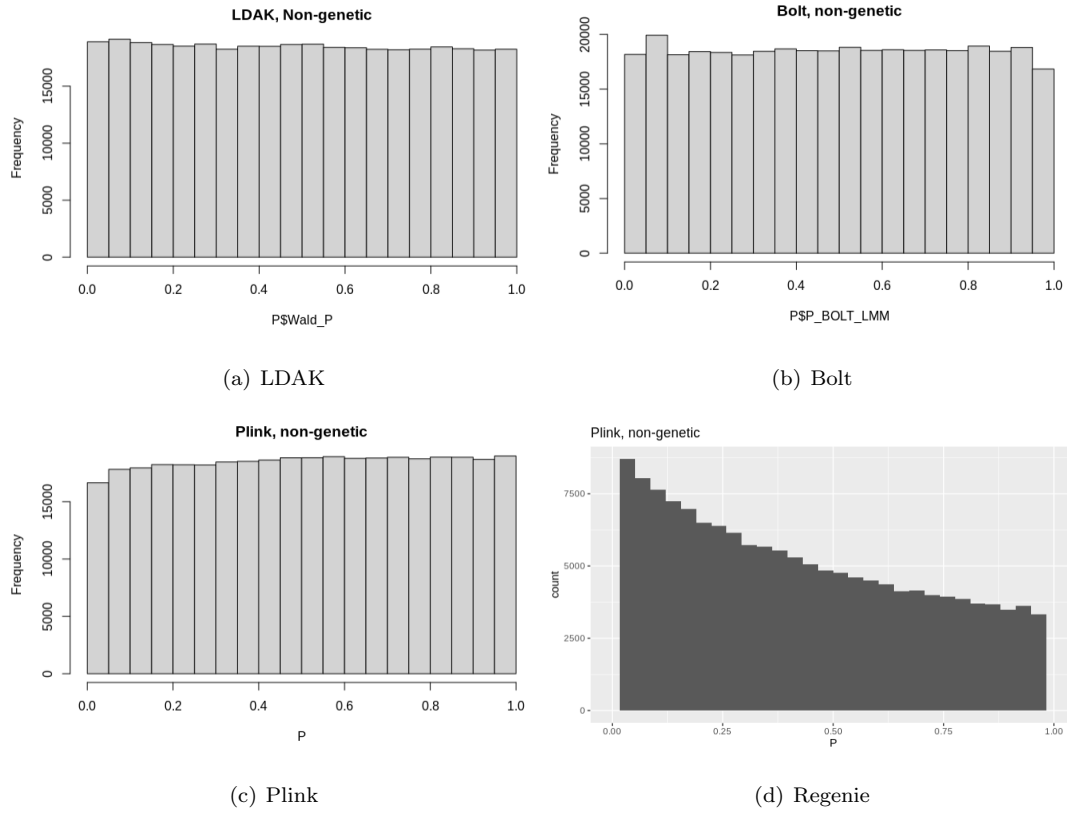 LDAK, Non-genetic
Frequency
0 5000 10000 15000
0.0 0.2 0.4 0.6 0.8 1.0
P$Wald_P
(a) LDAK
Bolt, non-genetic
Frequency
0 5000 10000 15000 20000
0.0 0.2 0.4 0.6 0.8 1.0
P$P_BOLT_LMM
(b) Bolt
Plink, non-genetic
Frequency
0 5000 10000 15000
0.0 0.2 0.4 0.6 0.8 1.0
P
(c) Plink
Plink, non-genetic
count
7500
5000
2500
0
0.00 0.25 0.50 0.75 1.00
P
(d) Regenie